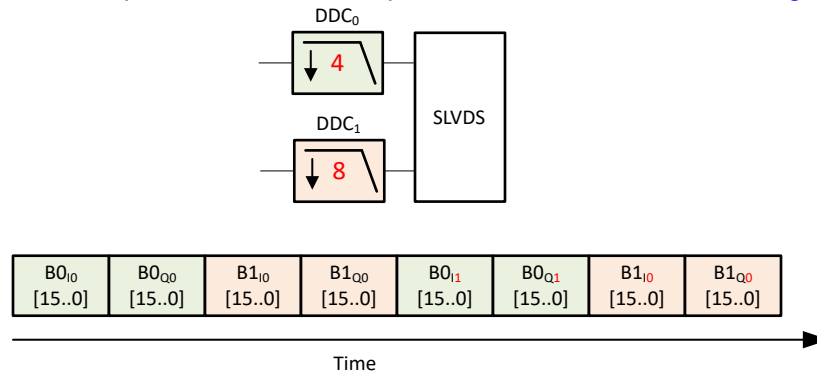 DDC0
4
SLVDS
DDC1
8
B0I0 B0Q0 B1I0 B1Q0 B0I1 B0Q1 B1I0 B1Q0
[15..0] [15..0] [15..0] [15..0] [15..0] [15..0] [15..0] [15..0]
Time